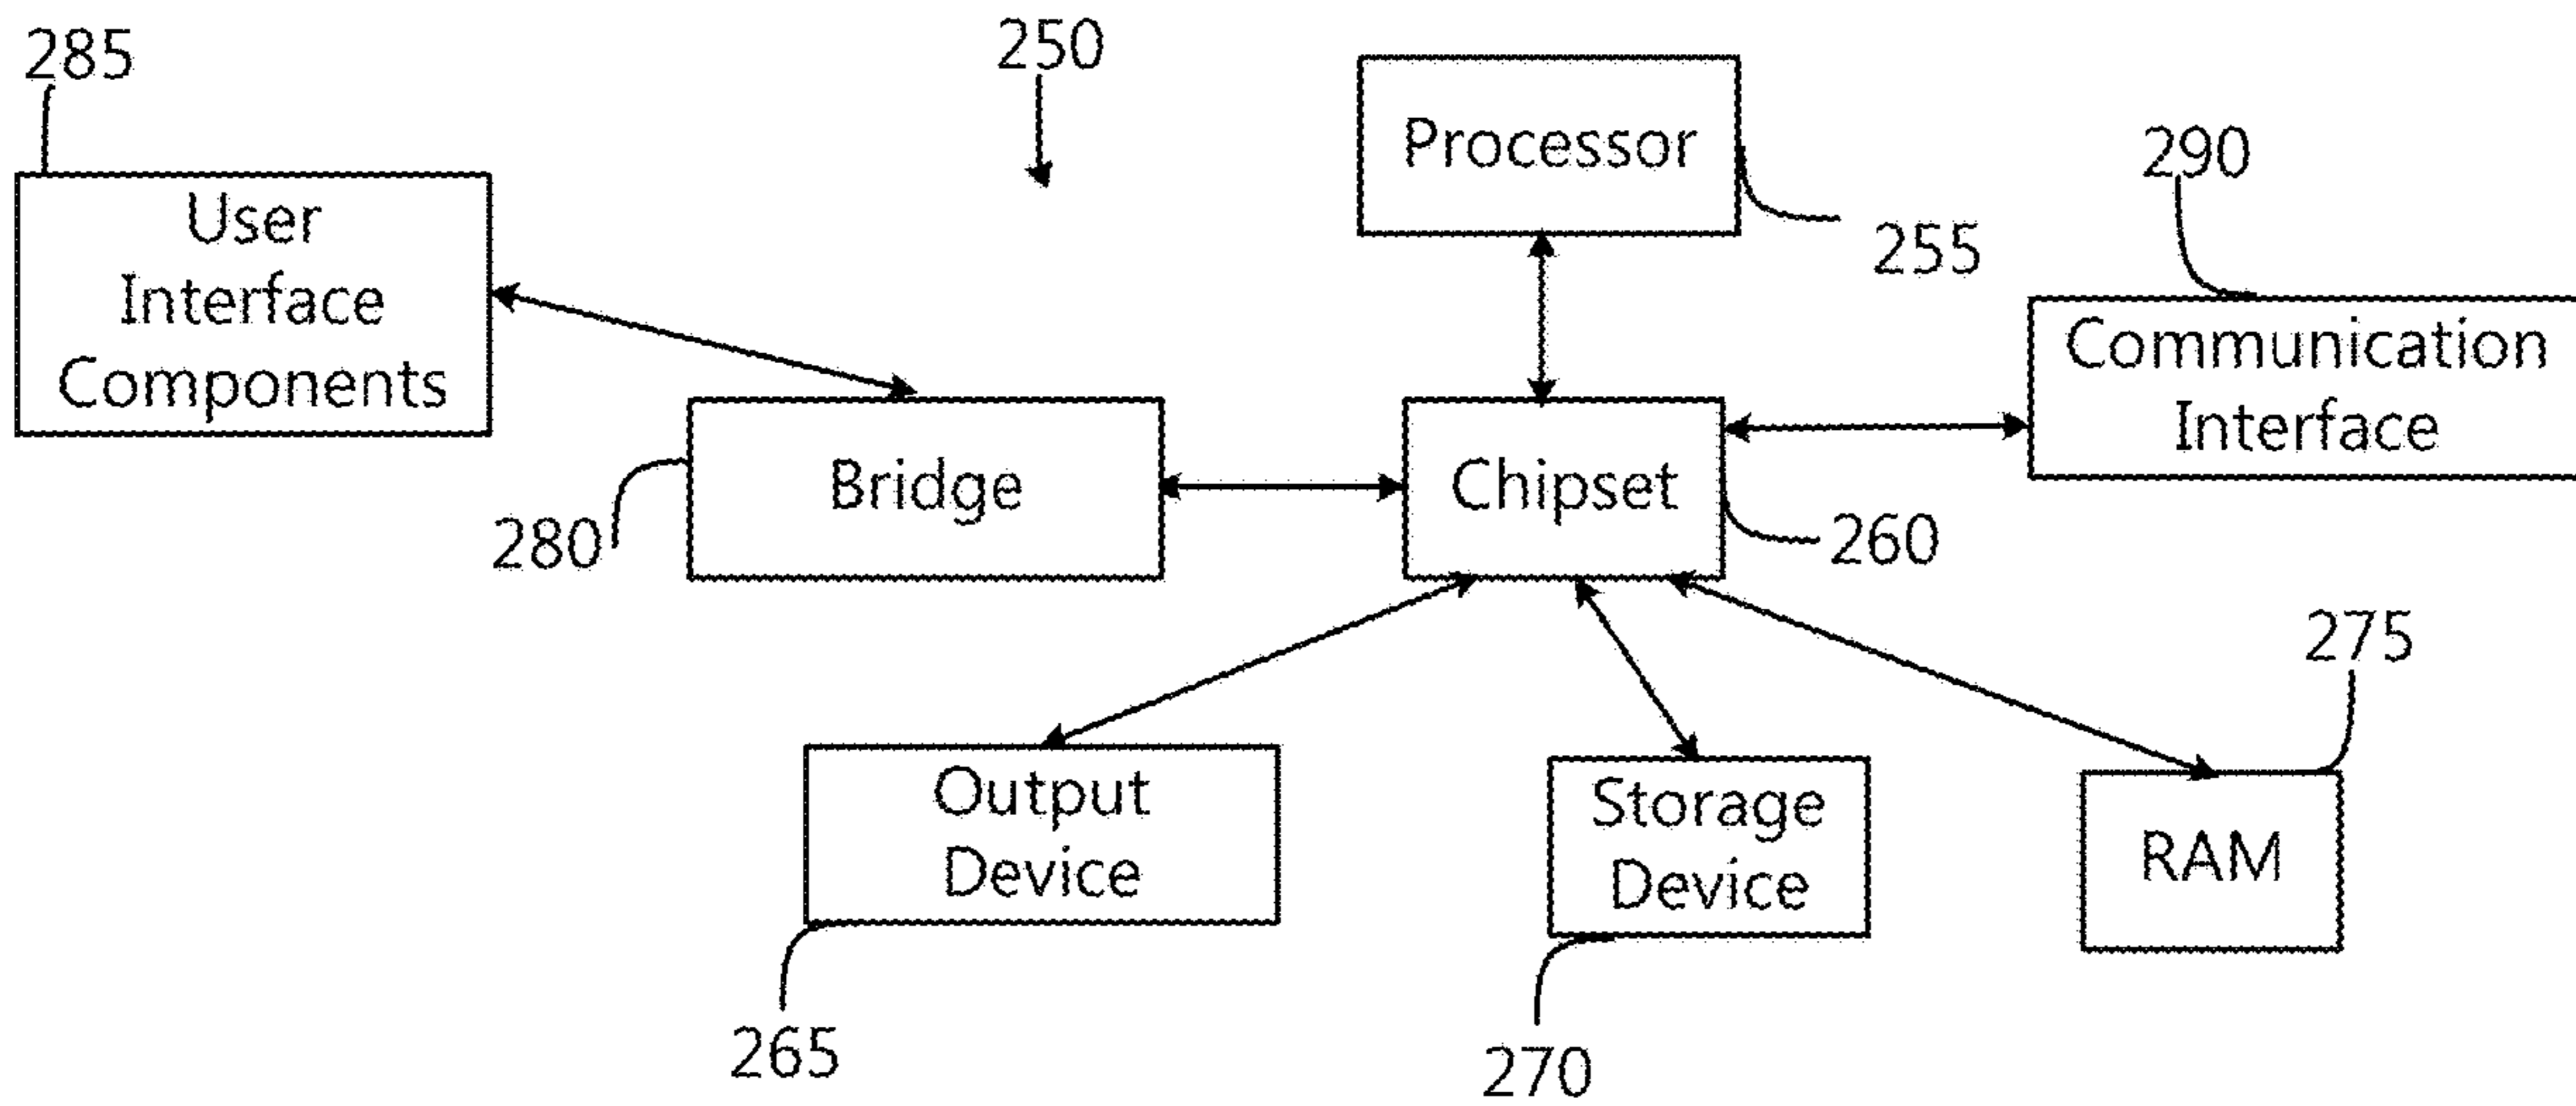 285
250
Processor
290
User
Interface
Components
255
Communication
Interface
Bridge
Chipset
280
260
275
Output
Device
Storage
Device
RAM
265
270